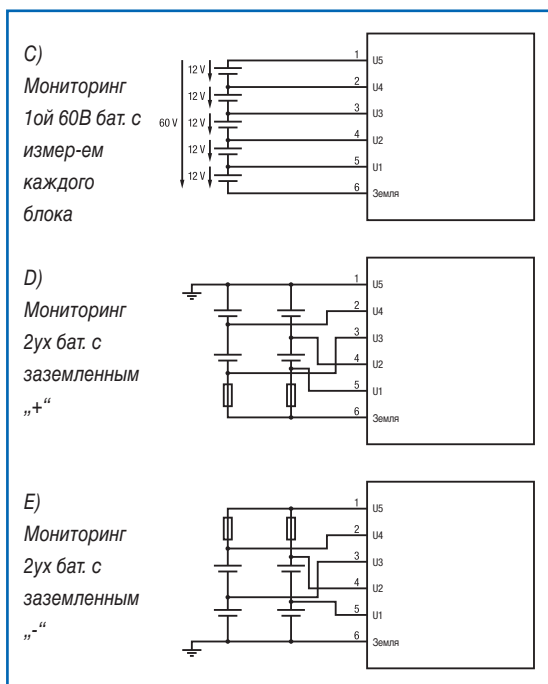 C)
Мониторинг
1ой 60В бат. с
измер-ем
каждого
блока
60 V
12 V
12 V
12 V
12 V
12 V
1 U5
2 U4
3 U3
4 U2
5 U1
6 Земля
D)
Мониторинг
2ух бат. с
заземленным
„+“
1 U5
2 U4
3 U3
4 U2
5 U1
6 Земля
E)
Мониторинг
2ух бат. с
заземленным
„-“
1 U5
2 U4
3 U3
4 U2
5 U1
6 Земля